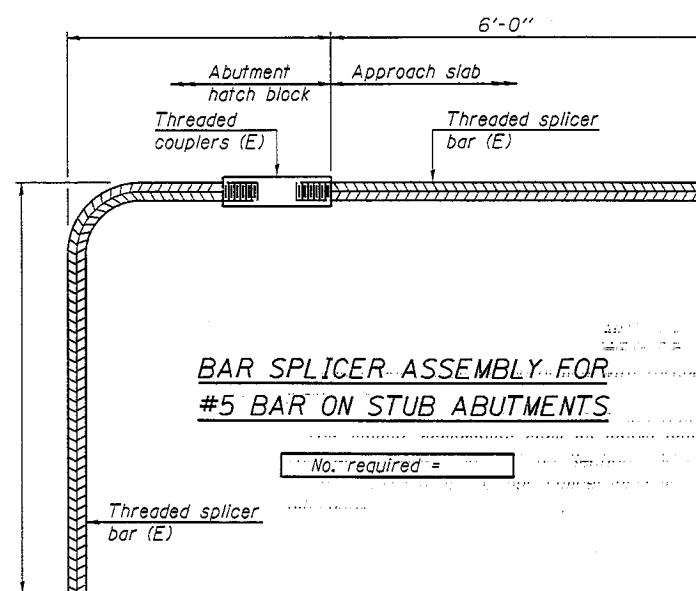 6'-0"
Abutment
hatch block
Approach slab
Threaded
couplers (E)
Threaded splicer
bar (E)
BAR SPLICER ASSEMBLY FOR
#5 BAR ON STUB ABUTMENTS
No. required =
Threaded splicer
bar (E)